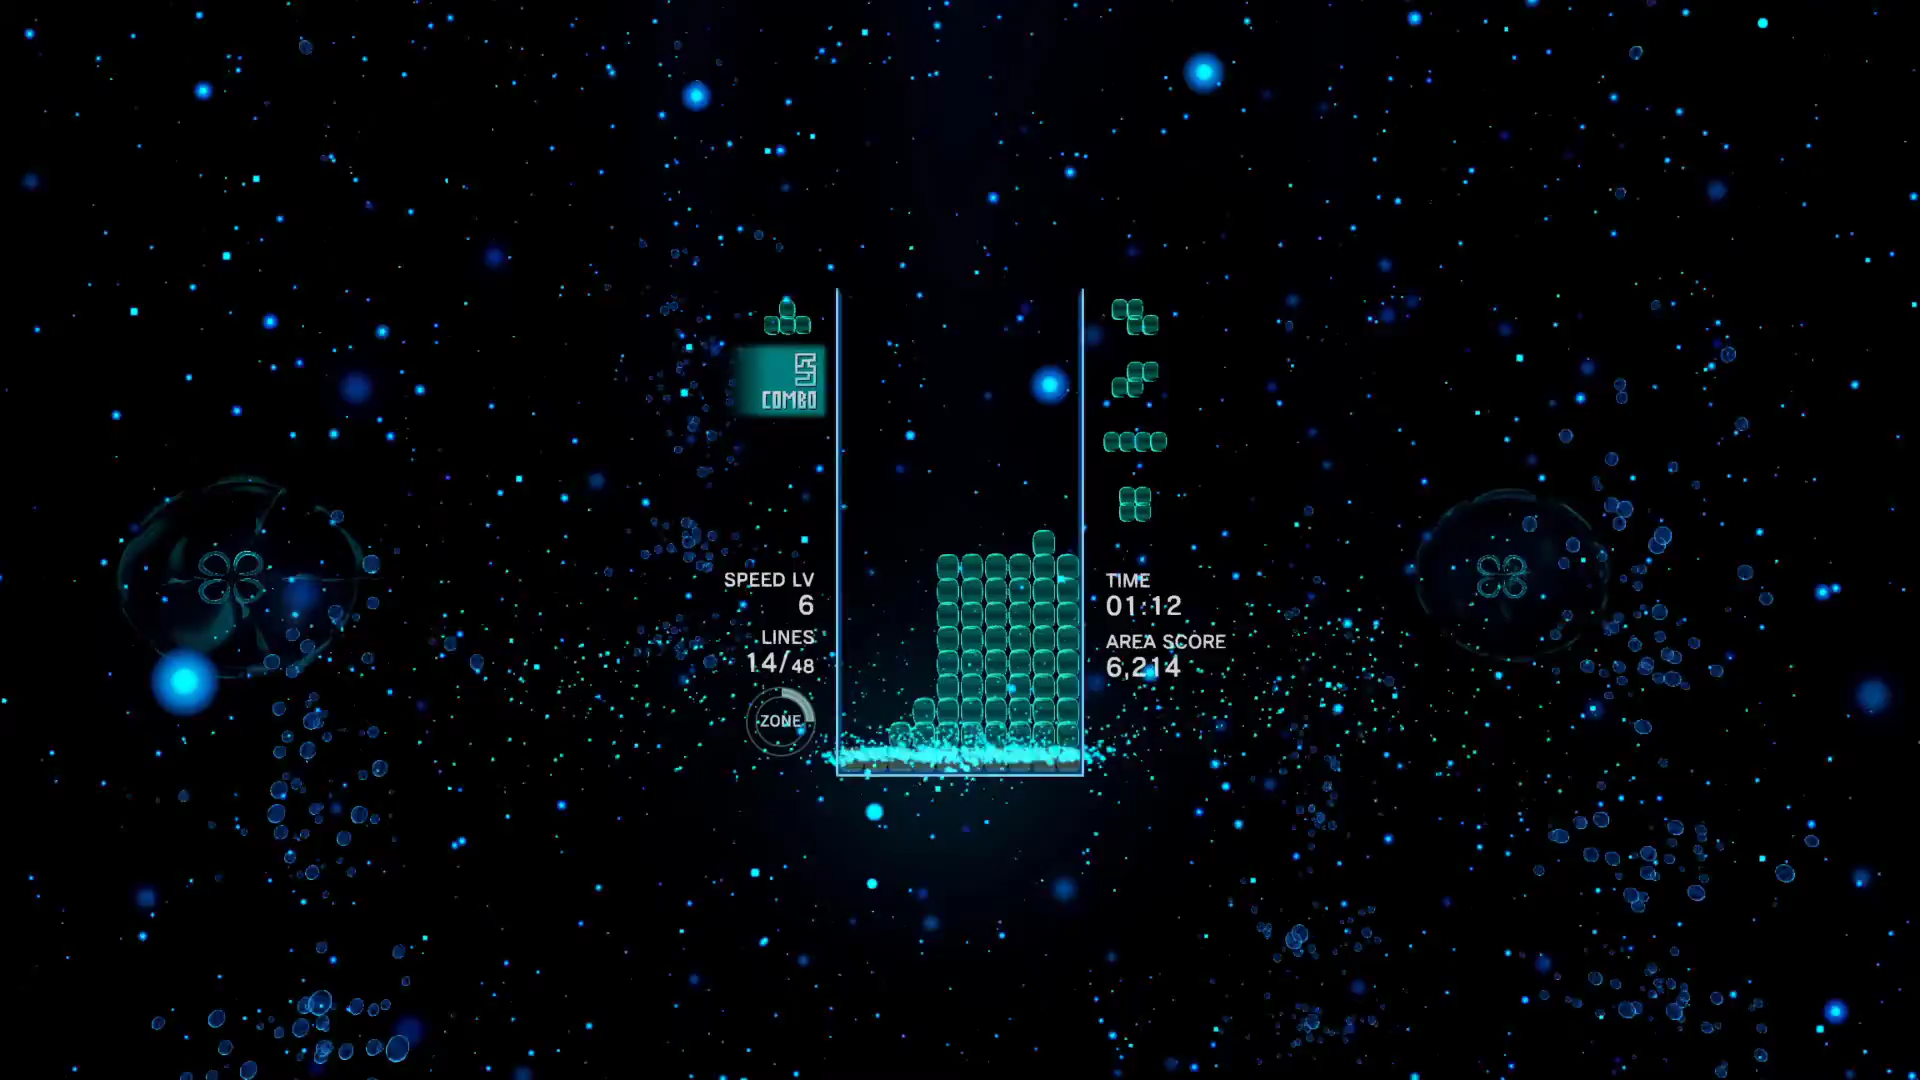 5
COMBO
SPEED LV
6
LINES
14/48
ZONE
TIME
01:12
AREA SCORE
6,214